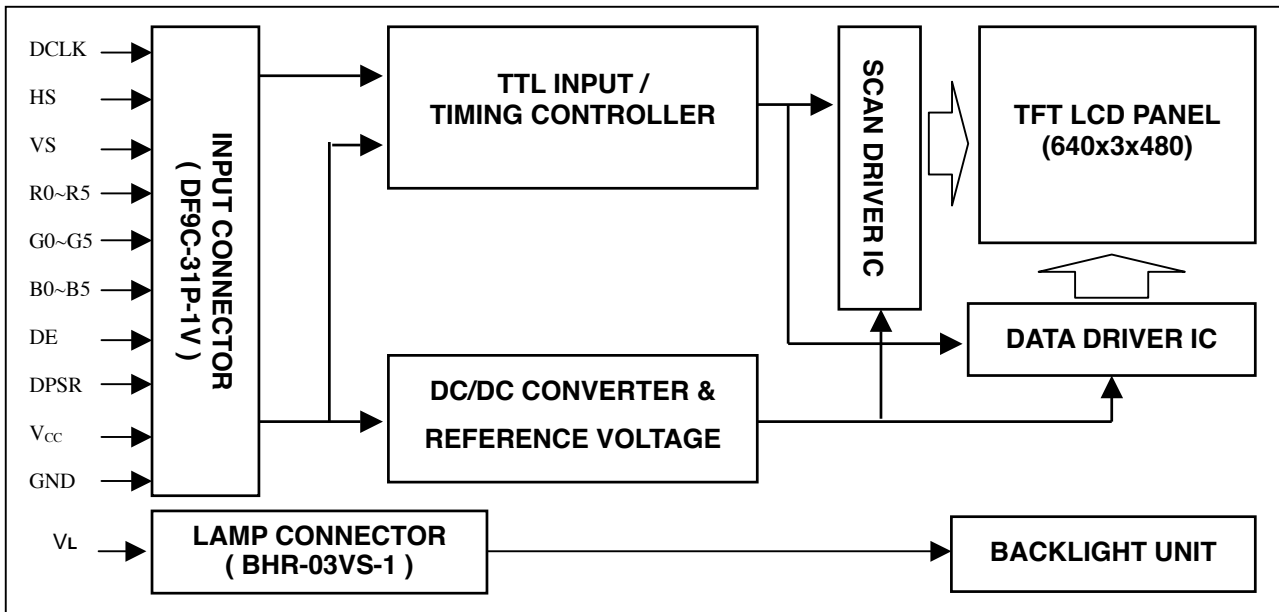 DCLK
HS
VS
R0~R5
G0~G5
B0~B5
DE
DPSR
VCC
GND
VL
INPUT CONNECTOR
( DF9C-31P-1V )
TTL INPUT /
TIMING CONTROLLER
SCAN DRIVER IC
TFT LCD PANEL
(640x3x480)
DATA DRIVER IC
DC/DC CONVERTER &
REFERENCE VOLTAGE
LAMP CONNECTOR
( BHR-03VS-1 )
BACKLIGHT UNIT